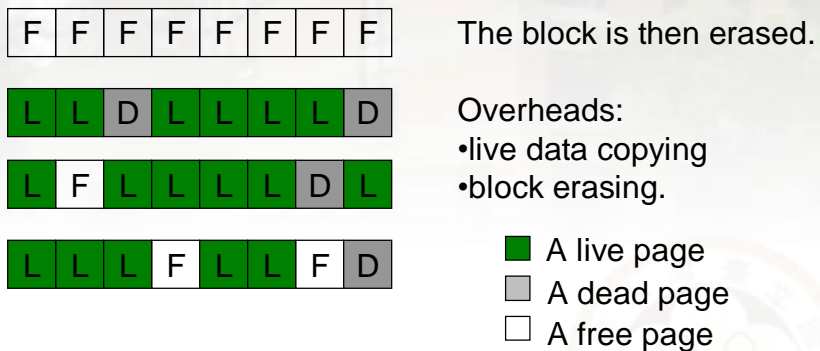 F F F F F F F F
The block is then erased.
L L D L L L L D
Overheads:
•live data copying
L F L L L L D L
•block erasing.
L L L F L L F D
A live page
A dead page
A free page